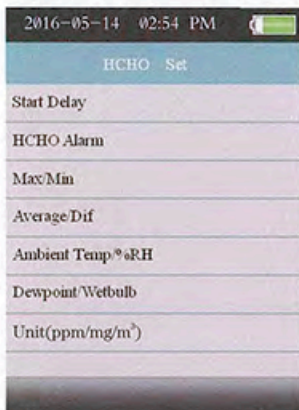 2016-05-14 02:54 PM
HCHO Set
Start Delay
HCHO Alarm
Max/Min
Average/Dif
Ambient Temp/%RH
Dewpoint/Wetbulb
Unit(ppm/mg/m³)